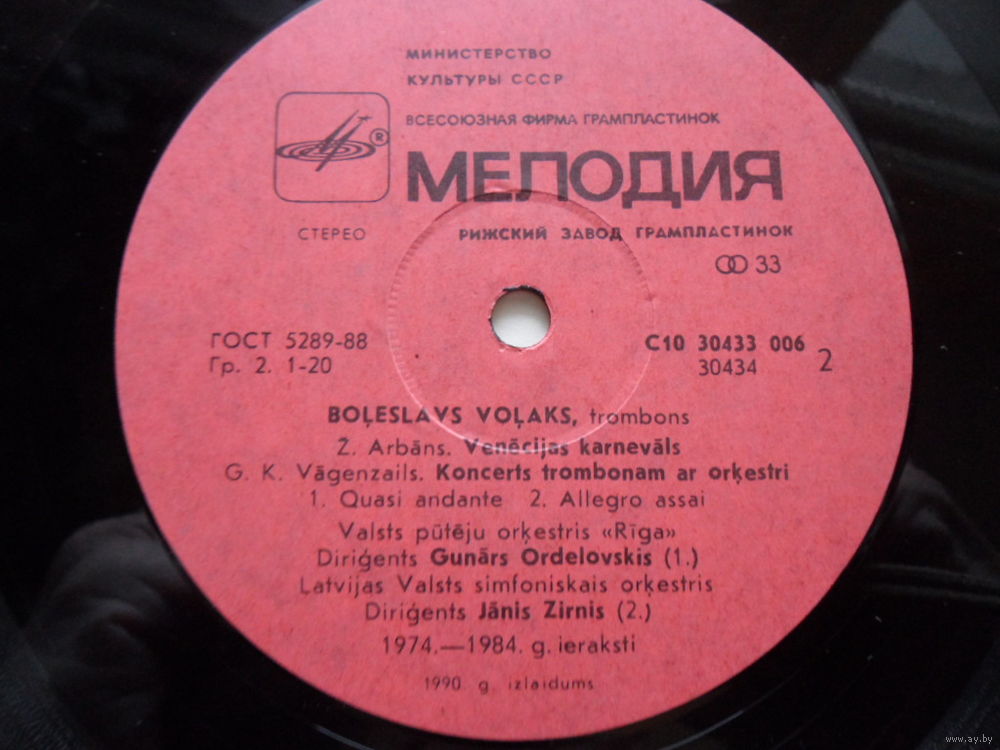 МИНИСТЕРСТВО
КУЛЬТУРЫ СССР
ВСЕСОЮЗНАЯ ФИРМА ГРАМПЛАСТИНОК
®
МЕЛОДИЯ
СТЕРЕО РИЖСКИЙ ЗАВОД ГРАМПЛАСТИНОК
33
ГОСТ 5289-88 С10 30433 006
Гр. 2. 1-20 30434 2
BOĻESLAVS VOĻAKS, trombons
Ž. Arbāns. Venēcijas karnevāls
G. K. Vāgenzails. Koncerts trombonam ar orķestri
1. Quasi andante 2. Allegro assai
Valsts pūtēju orķestris «Rīga»
Diriģents Gunārs Ordelovskis (1.)
Latvijas Valsts simfoniskais orķestris
Diriģents Jānis Zirnis (2.)
1974.—1984. g. ieraksti
1990. g. izlaidums
www.ay.by